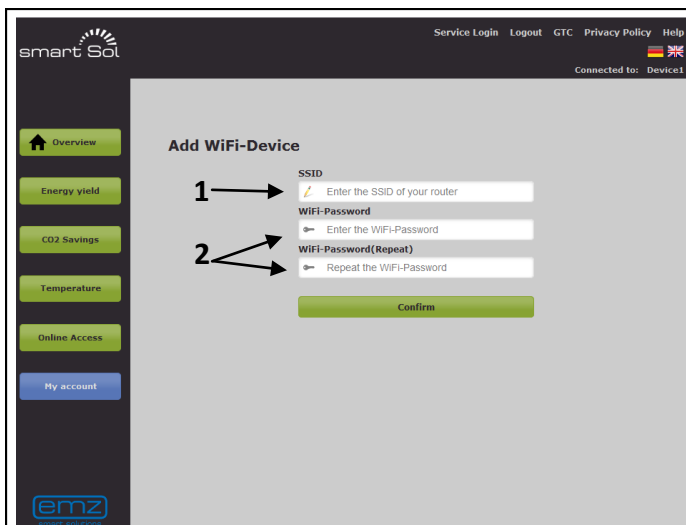 smart Sol
Service Login Logout GTC Privacy Policy Help
Connected to: Device1
Overview
Energy yield
CO2 Savings
Temperature
Online Access
My account
Add WiFi-Device
SSID
1
Enter the SSID of your router
WiFi-Password
Enter the WiFi-Password
2
WiFi-Password(Repeat)
Repeat the WiFi-Password
Confirm
emz
smart solutions